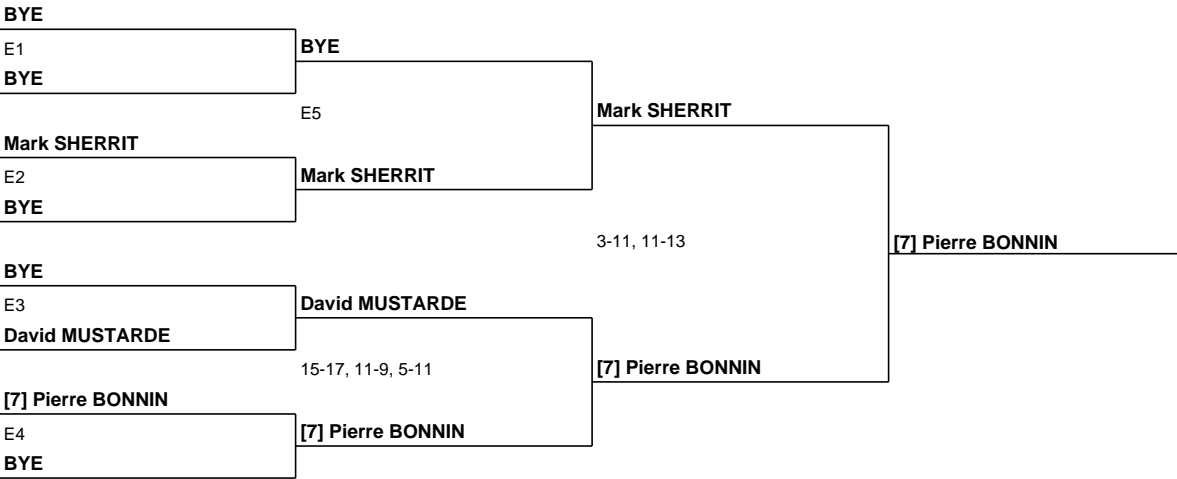 BYE
E1
BYE
BYE
E5
Mark SHERRIT
Mark SHERRIT
E2
Mark SHERRIT
BYE
3-11, 11-13
[7] Pierre BONNIN
BYE
E3
David MUSTARDE
David MUSTARDE
15-17, 11-9, 5-11
[7] Pierre BONNIN
[7] Pierre BONNIN
E4
[7] Pierre BONNIN
BYE